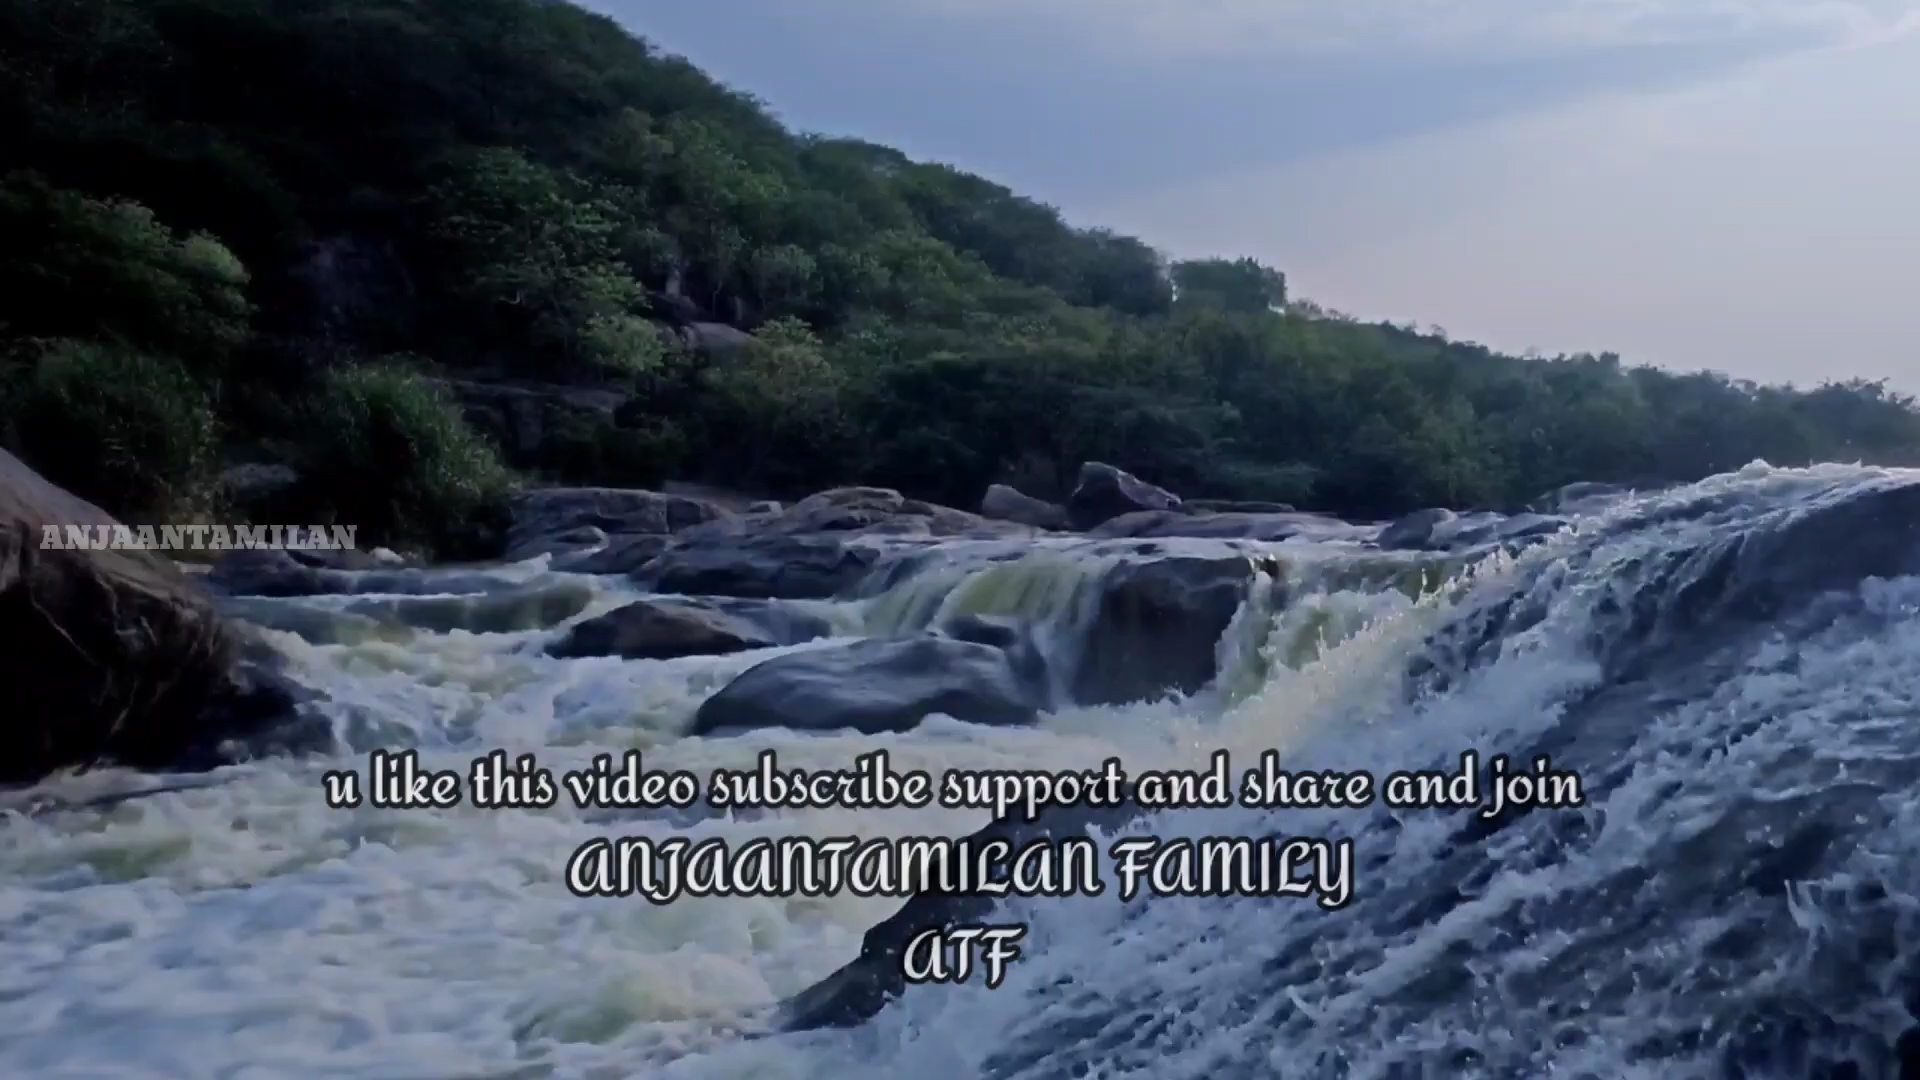 ANJAANTAMILAN
u like this video subscribe support and share and join
ANJAANTAMILAN FAMILY
ATF